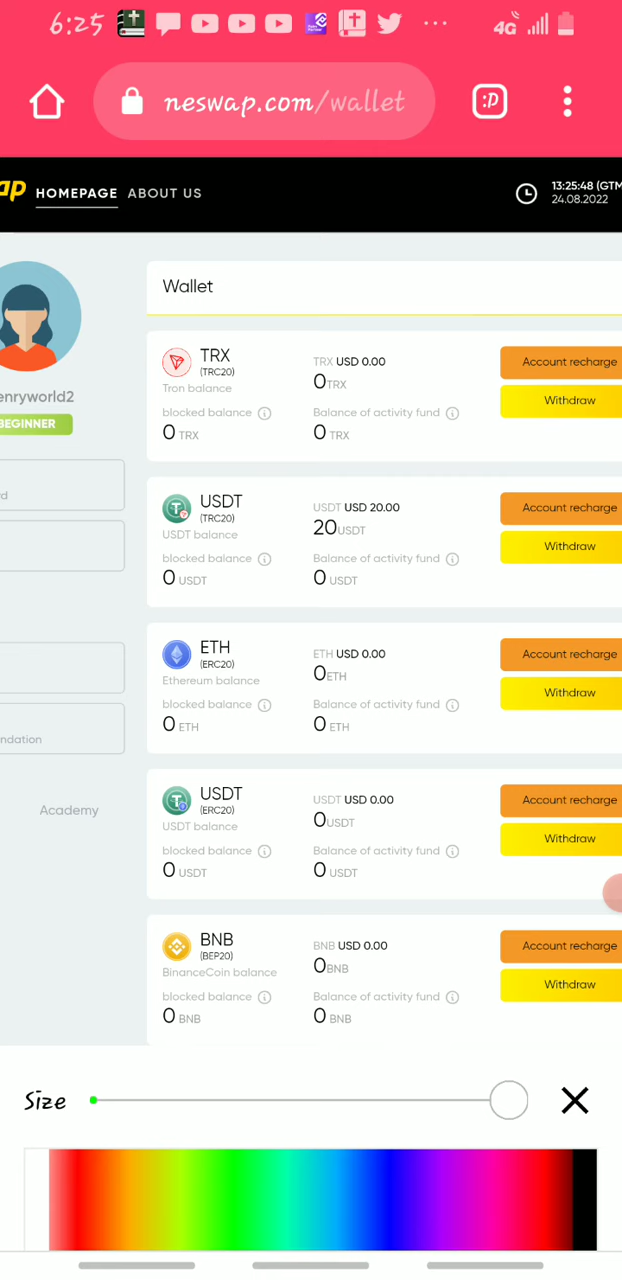 6:25
4G
neswap.com/wallet
:D
ap HOMEPAGE ABOUT US
13:25:48 (GTM
24.08.2022
Wallet
enryworld2
BEGINNER
TRX
(TRC20)
Tron balance
TRX USD 0.00
0TRX
Account recharge
Withdraw
blocked balance
0 TRX
Balance of activity fund
0 TRX
rd
USDT
(TRC20)
USDT balance
USDT USD 20.00
20USDT
Account recharge
Withdraw
blocked balance
0 USDT
Balance of activity fund
0 USDT
ETH
(ERC20)
Ethereum balance
ETH USD 0.00
0ETH
Account recharge
Withdraw
blocked balance
0 ETH
Balance of activity fund
0 ETH
ndation
Academy
USDT
(ERC20)
USDT balance
USDT USD 0.00
0USDT
Account recharge
Withdraw
blocked balance
0 USDT
Balance of activity fund
0 USDT
BNB
(BEP20)
BinanceCoin balance
BNB USD 0.00
0BNB
Account recharge
Withdraw
blocked balance
0 BNB
Balance of activity fund
0 BNB
Size